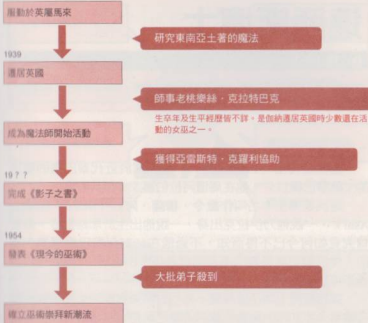 服勤於英屬馬來
研究東南亞土著的魔法
1939
遷居英國
師事老桃樂絲・克拉特巴克
生卒年及生平經歷皆不詳，是伽納遷居英國時少數還在活
動的女巫之一。
成為魔法師開始活動
獲得亞雷斯特・克羅利協助
19？？
完成《影子之書》
1954
發表《現今的巫術》
大批弟子殺到
確立巫術崇拜新潮流